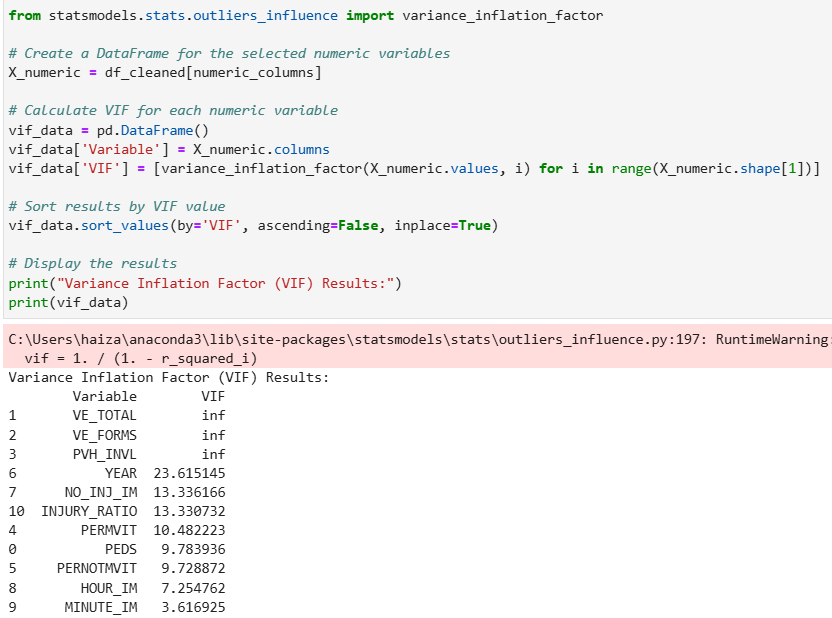 from statsmodels.stats.outliers_influence import variance_inflation_factor
# Create a DataFrame for the selected numeric variables
X_numeric = df_cleaned[numeric_columns]
# Calculate VIF for each numeric variable
vif_data = pd.DataFrame()
vif_data['Variable'] = X_numeric.columns
vif_data['VIF'] = [variance_inflation_factor(X_numeric.values, i) for i in range(X_numeric.shape[1])]
# Sort results by VIF value
vif_data.sort_values(by='VIF', ascending=False, inplace=True)
# Display the results
print("Variance Inflation Factor (VIF) Results:")
print(vif_data)
C:\Users\haiza\anaconda3\lib\site-packages\statsmodels\stats\outliers_influence.py:197: RuntimeWarning:
  vif = 1. / (1. - r_squared_i)
Variance Inflation Factor (VIF) Results:
        Variable        VIF
1       VE_TOTAL        inf
2       VE_FORMS        inf
3       PVH_INVL        inf
6           YEAR  23.615145
7      NO_INJ_IM  13.336166
10  INJURY_RATIO  13.330732
4        PERMVIT  10.482223
0           PEDS   9.783936
5     PERNOTMVIT   9.728872
8        HOUR_IM   7.254762
9      MINUTE_IM   3.616925